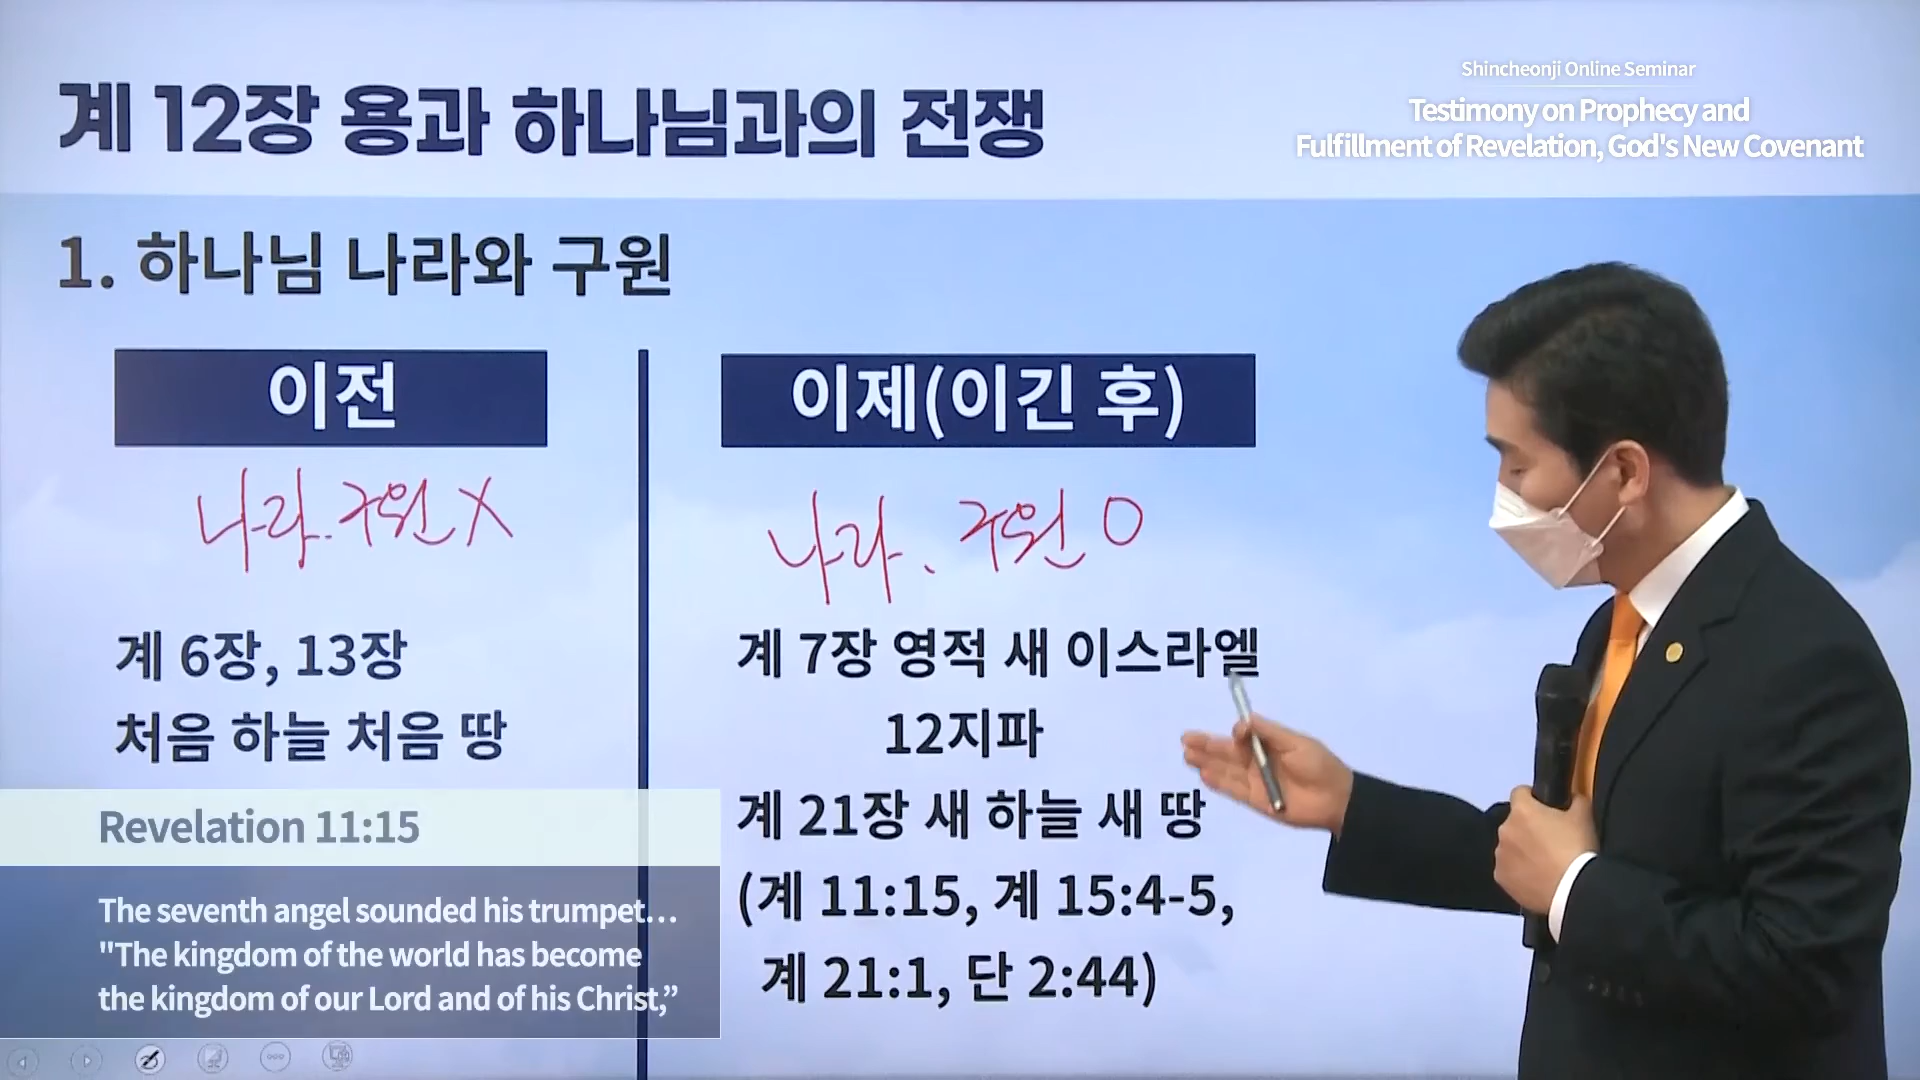 계 12장 용과 하나님과의 전쟁
Shincheonji Online Seminar
Testimony on Prophecy and
Fulfillment of Revelation, God's New Covenant
1. 하나님 나라와 구원
이전
나라.구원 X
계 6장, 13장
처음 하늘 처음 땅
이제(이긴 후)
나라. 구원 O
계 7장 영적 새 이스라엘
12지파
계 21장 새 하늘 새 땅
(계 11:15, 계 15:4-5,
계 21:1, 단 2:44)
Revelation 11:15
The seventh angel sounded his trumpet…
"The kingdom of the world has become
the kingdom of our Lord and of his Christ,”